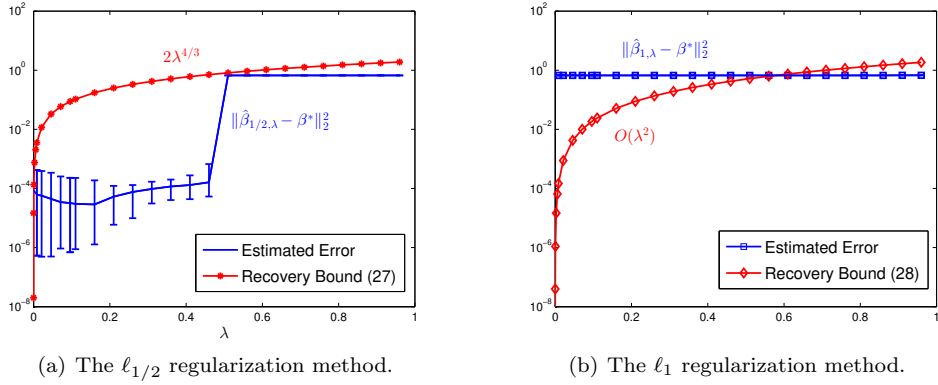 10^2
10^0
10^−2
10^−4
10^−6
10^−8
2λ^{4/3}
‖β̂_{1/2,λ} − β*‖_2^2
Estimated Error
Recovery Bound (27)
0 0.2 0.4 0.6 0.8 1
λ
(a) The ℓ_{1/2} regularization method.
10^2
10^0
10^−2
10^−4
10^−6
10^−8
‖β̂_{1,λ} − β*‖_2^2
O(λ^2)
Estimated Error
Recovery Bound (28)
0 0.2 0.4 0.6 0.8 1
(b) The ℓ_1 regularization method.